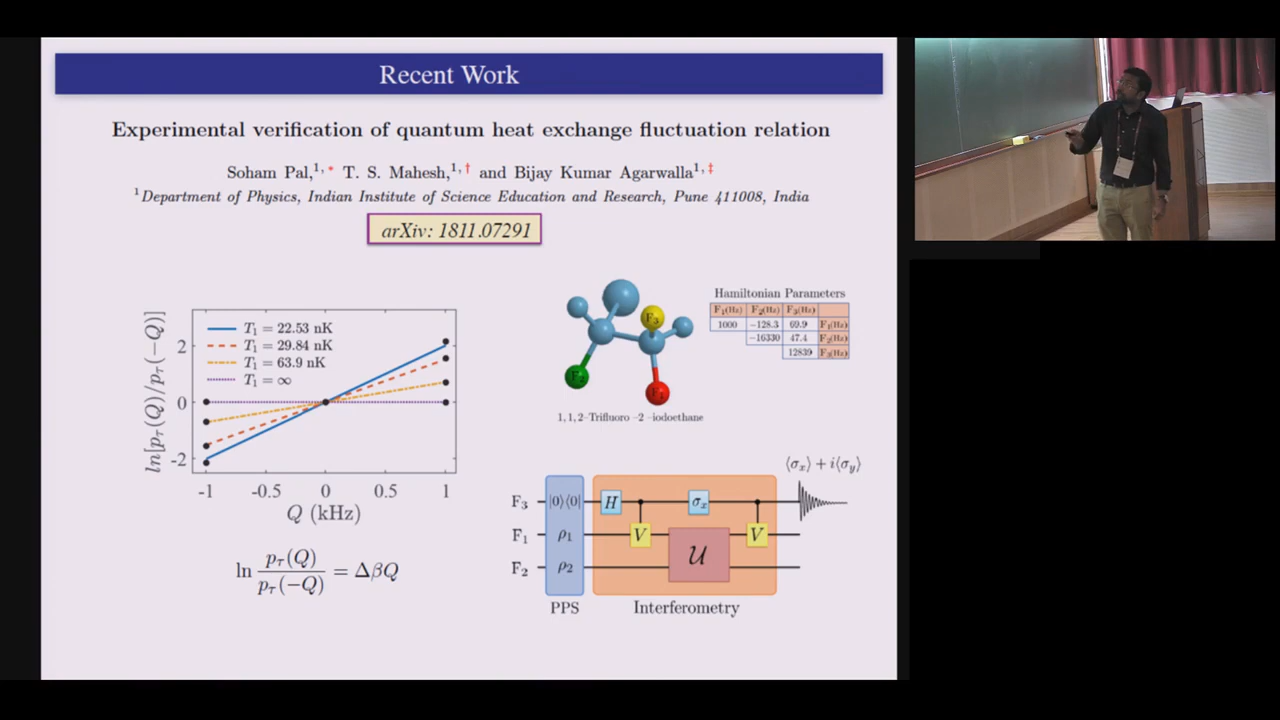 Recent Work
Experimental verification of quantum heat exchange fluctuation relation
Soham Pal,¹,* T. S. Mahesh,¹,† and Bijay Kumar Agarwalla¹,‡
¹Department of Physics, Indian Institute of Science Education and Research, Pune 411008, India
arXiv: 1811.07291
ln[pτ(Q)/pτ(−Q)]
2
0
-2
T₁ = 22.53 nK
T₁ = 29.84 nK
T₁ = 63.9 nK
T₁ = ∞
-1 -0.5 0 0.5 1
Q (kHz)
ln pτ(Q)/pτ(−Q) = ΔβQ
F₃
F₂
F₁
1, 1, 2−Trifluoro −2 −iodoethane
Hamiltonian Parameters
F₁(Hz) F₂(Hz) F₃(Hz)
1000 −128.3 69.9 F₁(Hz)
−16330 47.4 F₂(Hz)
12839 F₃(Hz)
⟨σₓ⟩ + i⟨σᵧ⟩
F₃ |0⟩⟨0| H σₓ
F₁ ρ₁ V V
𝒰
F₂ ρ₂
PPS Interferometry